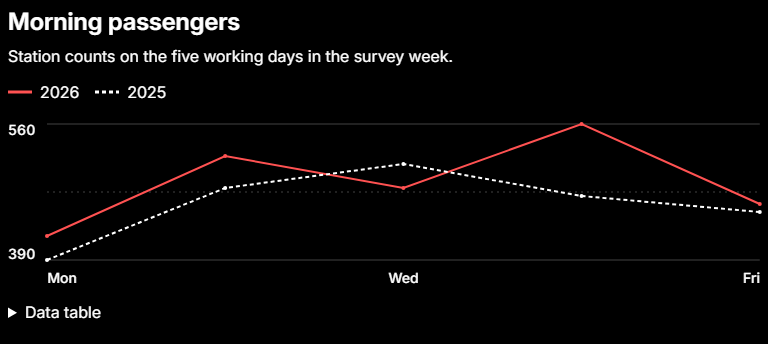 Morning passengers
Station counts on the five working days in the survey week.
2026 2025
560
390
Mon Wed Fri
Data table